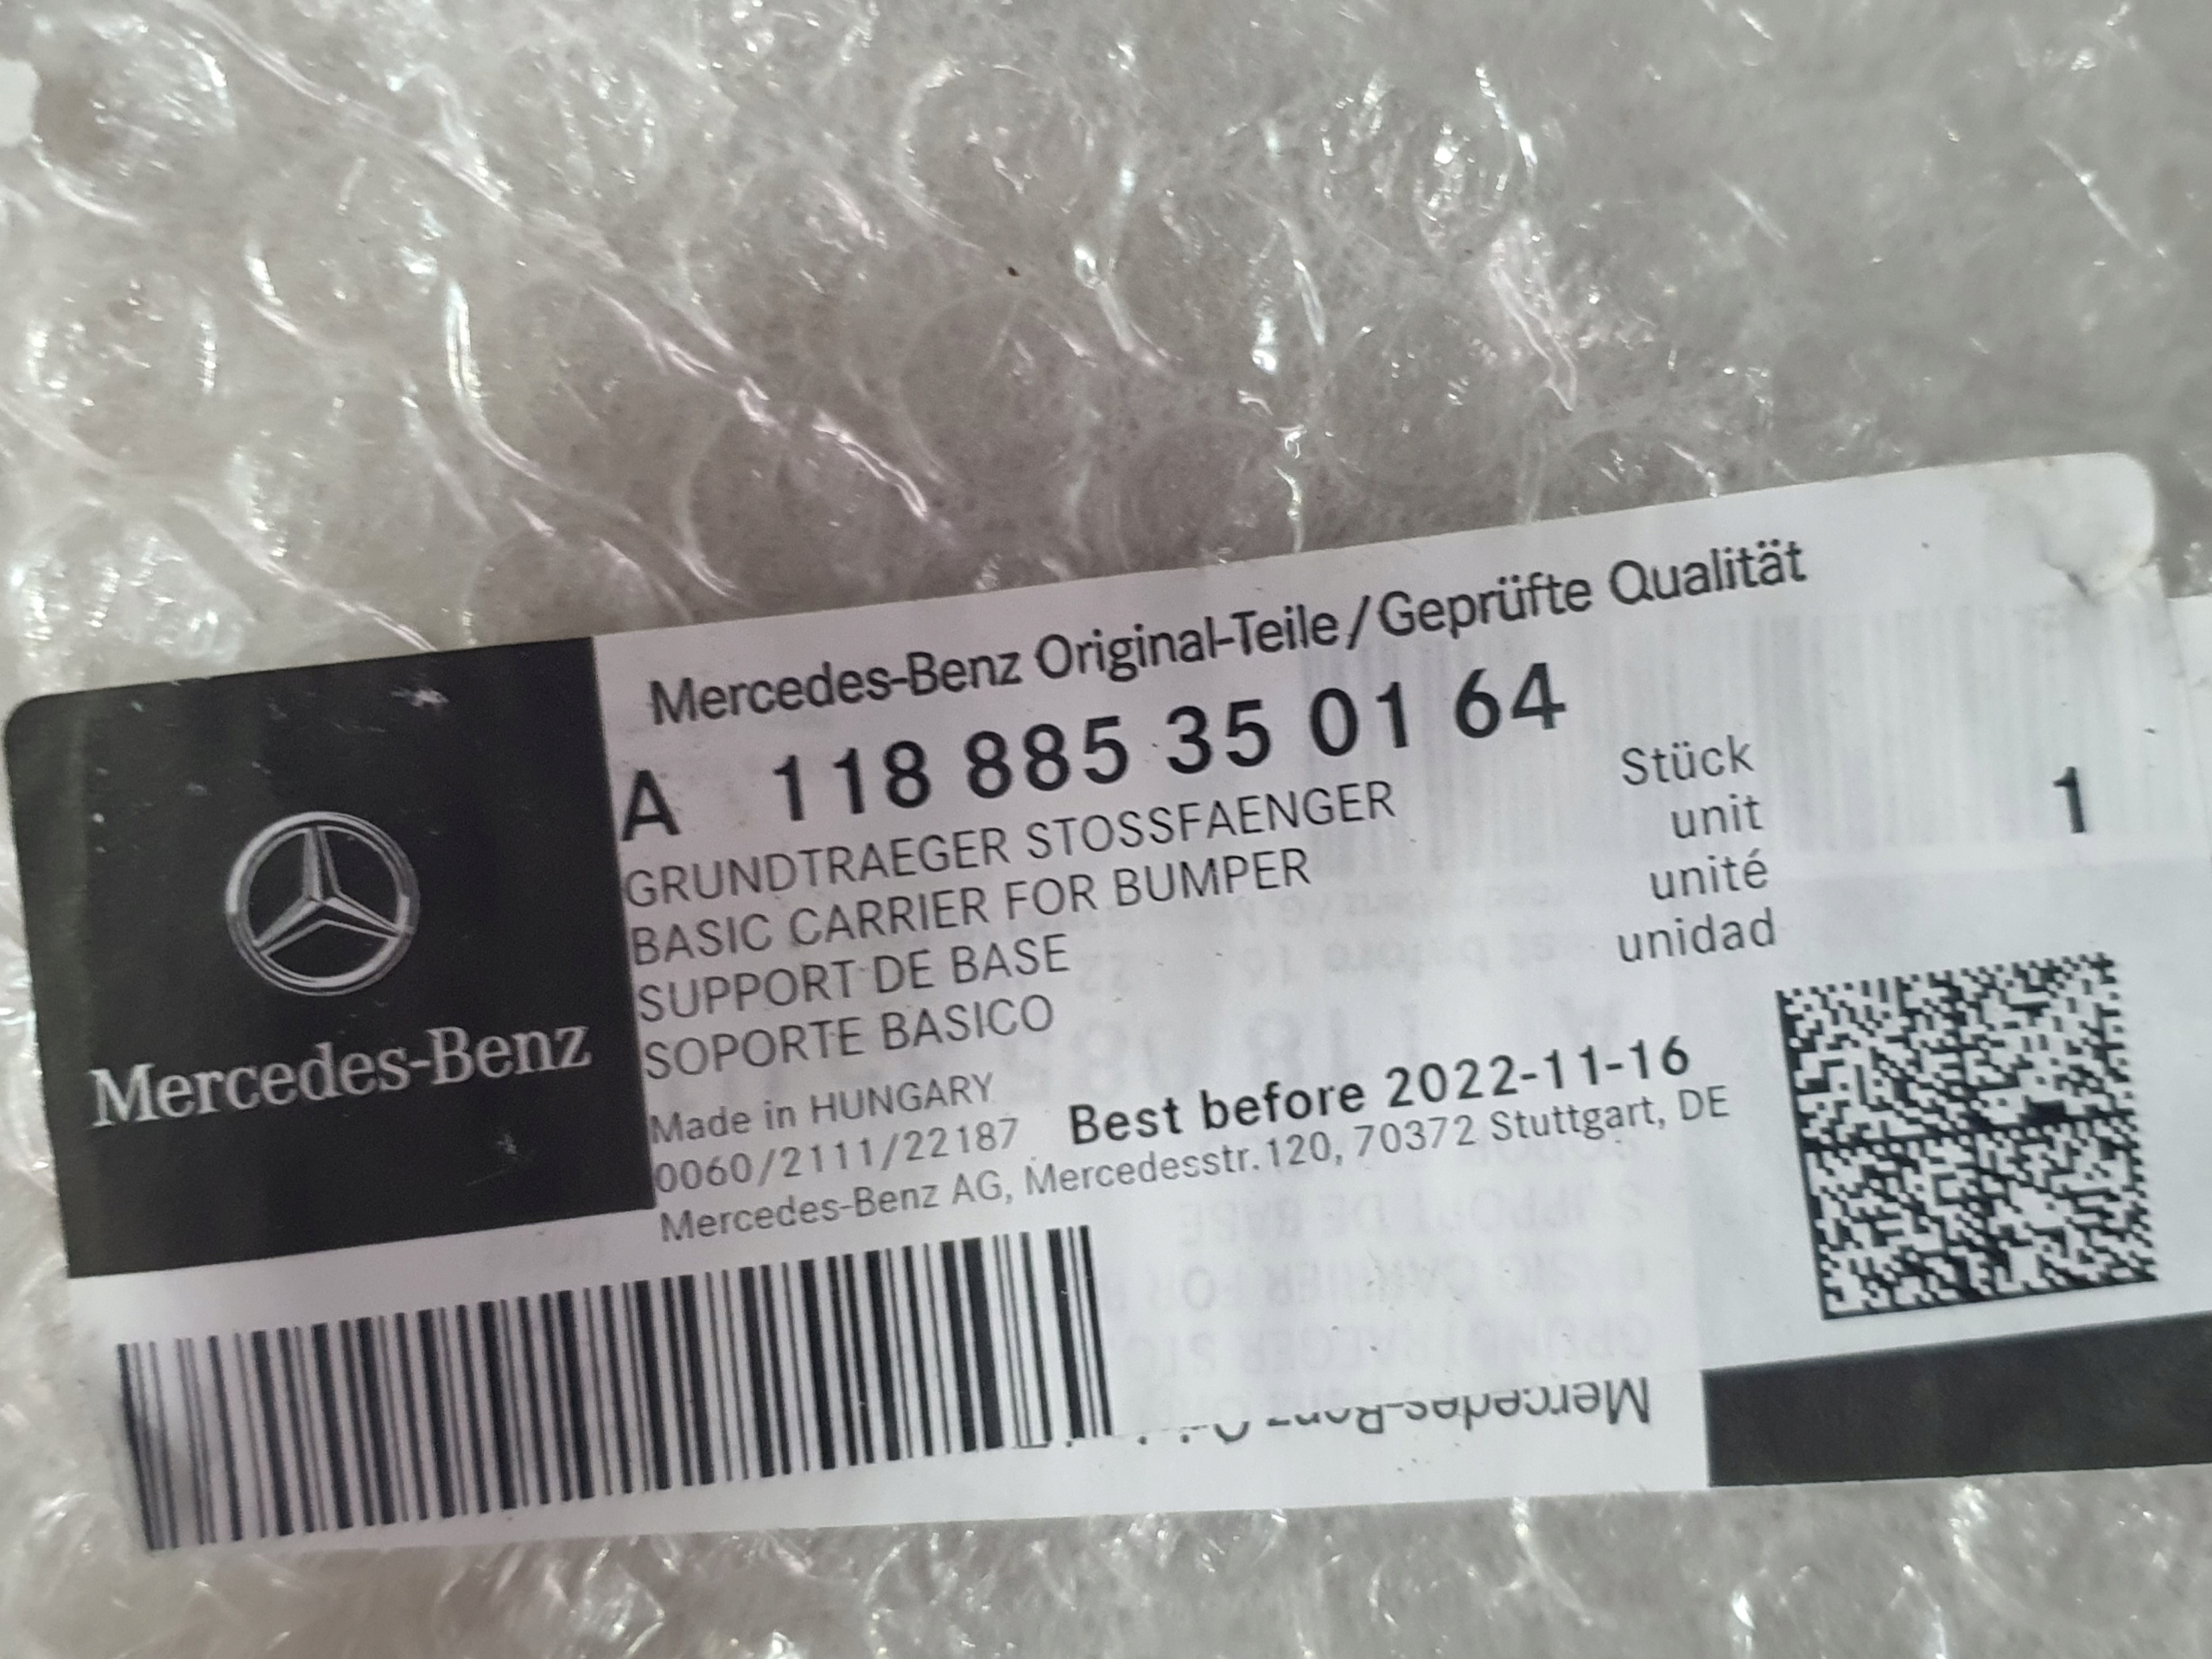 Mercedes-Benz Original-Teile/Geprüfte Qualität
A 118 885 35 01 64
GRUNDTRAEGER STOSSFAENGER
BASIC CARRIER FOR BUMPER
SUPPORT DE BASE
SOPORTE BASICO
Stück
unit
unité
unidad
1
Made in HUNGARY
0060/2111/22187 Best before 2022-11-16
Mercedes-Benz AG, Mercedesstr.120, 70372 Stuttgart, DE
Mercedes-Benz
Mercedes-Benz